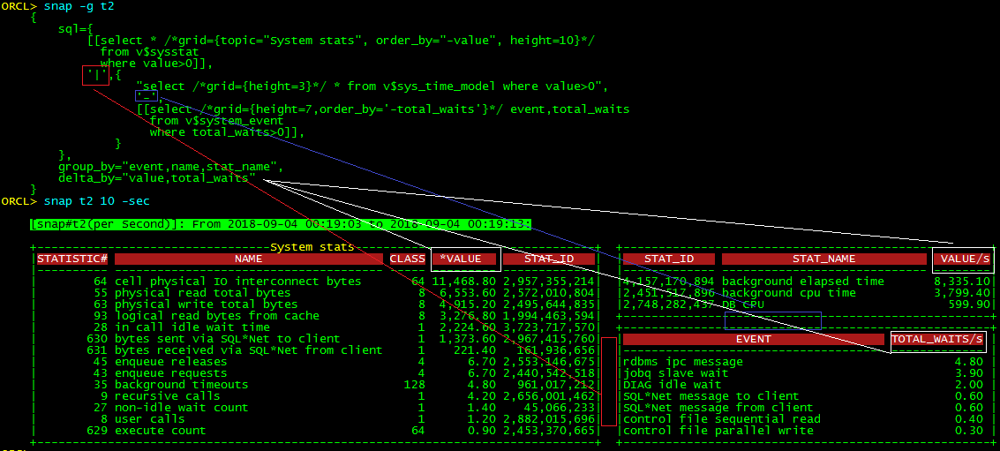 ORCL> snap -g t2
{
sql={
[[select * /*grid={topic="System stats", order_by="-value", height=10}*/
from v$sysstat
where value>0]],
'|',{
"select /*grid={height=3}*/ * from v$sys_time_model where value>0",
'-',
[[select /*grid={height=7,order_by='-total_waits'}*/ event,total_waits
from v$system_event
where total_waits>0]],
}
},
group_by="event,name,stat_name",
delta_by="value,total_waits"
}
ORCL> snap t2 10 -sec
[snap#t2(per Second)]: From 2018-09-04 00:19:03 to 2018-09-04 00:19:13:
System stats
STATISTIC# NAME CLASS *VALUE STAT_ID
64 cell physical IO interconnect bytes 64 11,468.80 2,957,355,214
55 physical read total bytes 8 6,553.60 2,572,010,804
63 physical write total bytes 8 4,915.20 2,495,644,835
93 logical read bytes from cache 8 3,276.80 1,994,463,594
28 in call idle wait time 1 2,224.60 3,723,717,570
630 bytes sent via SQL*Net to client 1 1,373.60 2,967,415,760
631 bytes received via SQL*Net from client 1 221.40 161,936,656
45 enqueue releases 4 6.70 2,553,146,675
43 enqueue requests 4 6.70 2,440,542,518
35 background timeouts 128 4.80 961,017,212
9 recursive calls 1 4.20 2,656,001,462
27 non-idle wait count 1 1.40 45,066,233
8 user calls 1 1.20 2,882,015,696
629 execute count 64 0.90 2,453,370,665
STAT_ID STAT_NAME VALUE/s
4,157,170,894 background elapsed time 8,335.10
2,451,517,896 background cpu time 3,799.40
2,748,282,437 DB CPU 599.90
EVENT TOTAL_WAITS/s
rdbms ipc message 4.80
jobq slave wait 3.90
DIAG idle wait 2.00
SQL*Net message to client 0.60
SQL*Net message from client 0.60
control file sequential read 0.40
control file parallel write 0.30